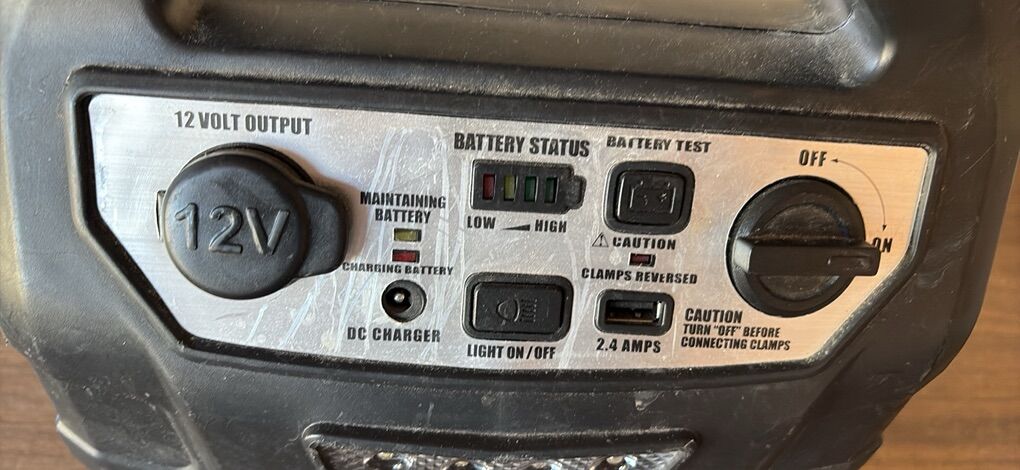 12 VOLT OUTPUT
12V
MAINTAINING
BATTERY
CHARGING BATTERY
DC CHARGER
BATTERY STATUS
LOW HIGH
LIGHT ON/OFF
BATTERY TEST
CAUTION
CLAMPS REVERSED
2.4 AMPS
OFF
ON
CAUTION
TURN "OFF" BEFORE
CONNECTING CLAMPS